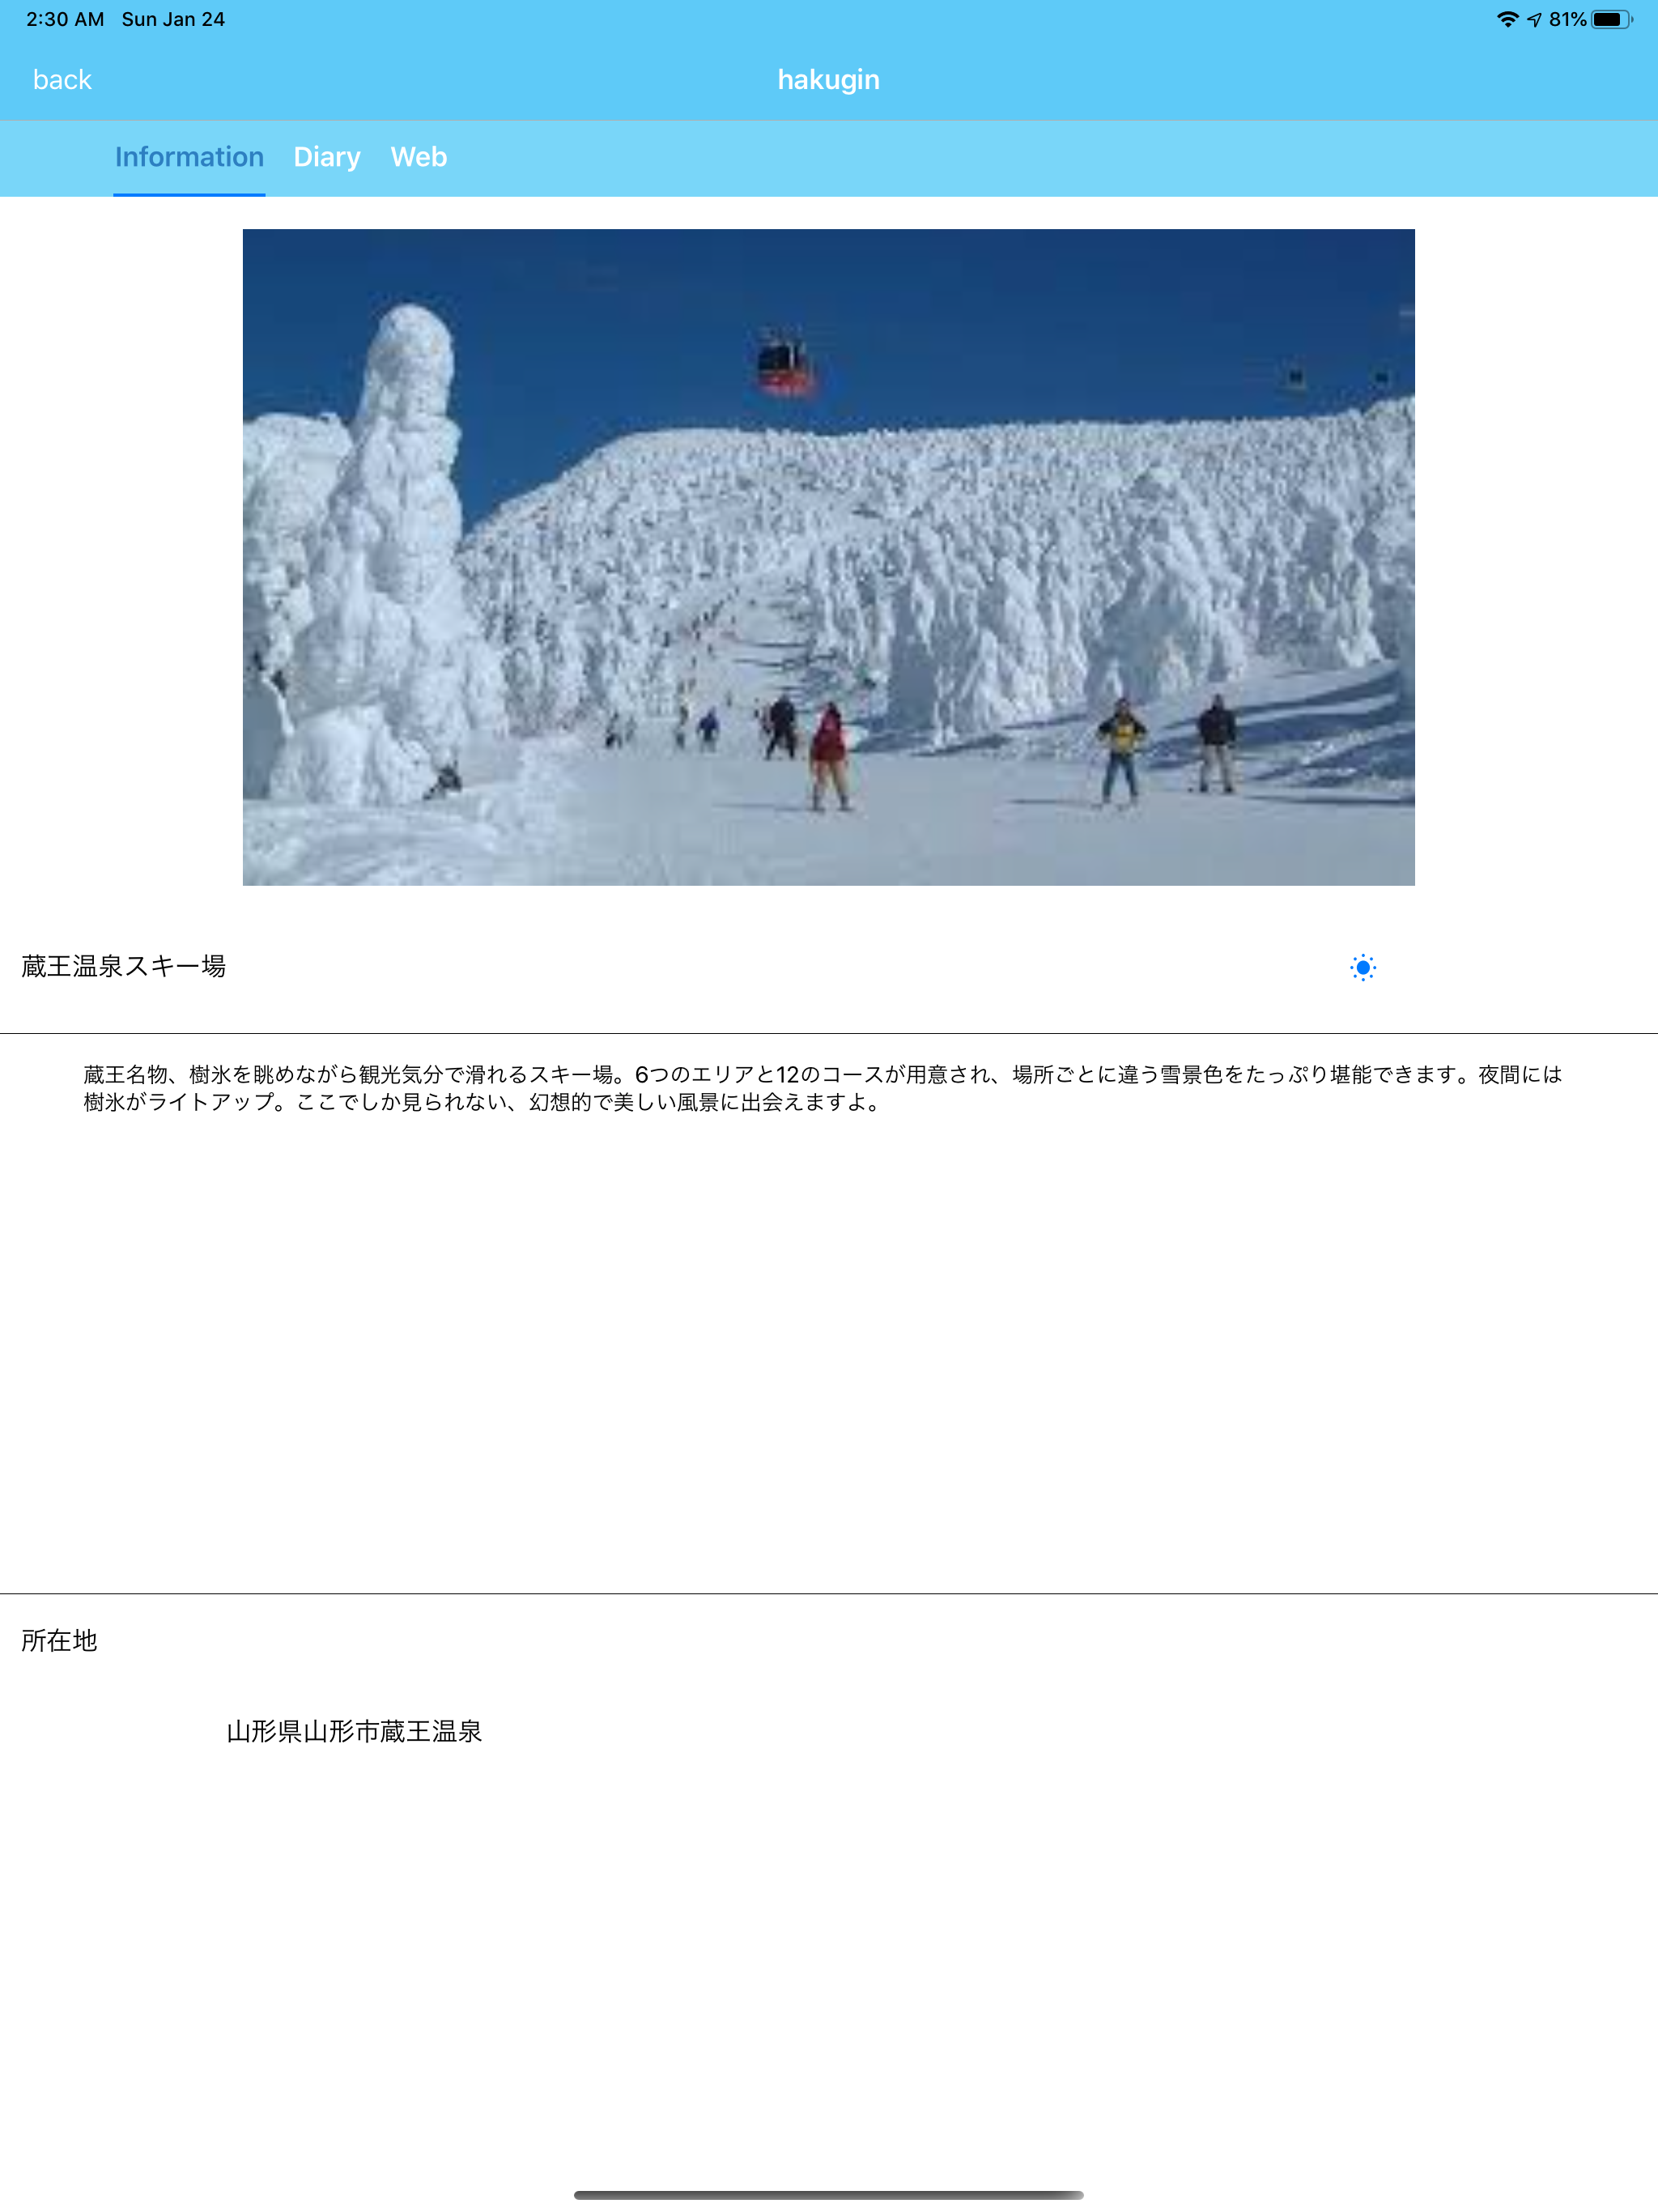 2:30 AM Sun Jan 24 81%
back hakugin
Information Diary Web
蔵王温泉スキー場
蔵王名物、樹氷を眺めながら観光気分で滑れるスキー場。6つのエリアと12のコースが用意され、場所ごとに違う雪景色をたっぷり堪能できます。夜間には
樹氷がライトアップ。ここでしか見られない、幻想的で美しい風景に出会えますよ。
所在地
山形県山形市蔵王温泉